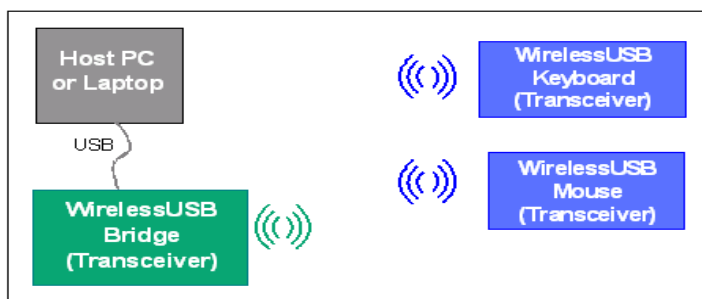 Host PC
or Laptop
USB
WirelessUSB
Bridge
(Transceiver)
WirelessUSB
Keyboard
(Transceiver)
WirelessUSB
Mouse
(Transceiver)